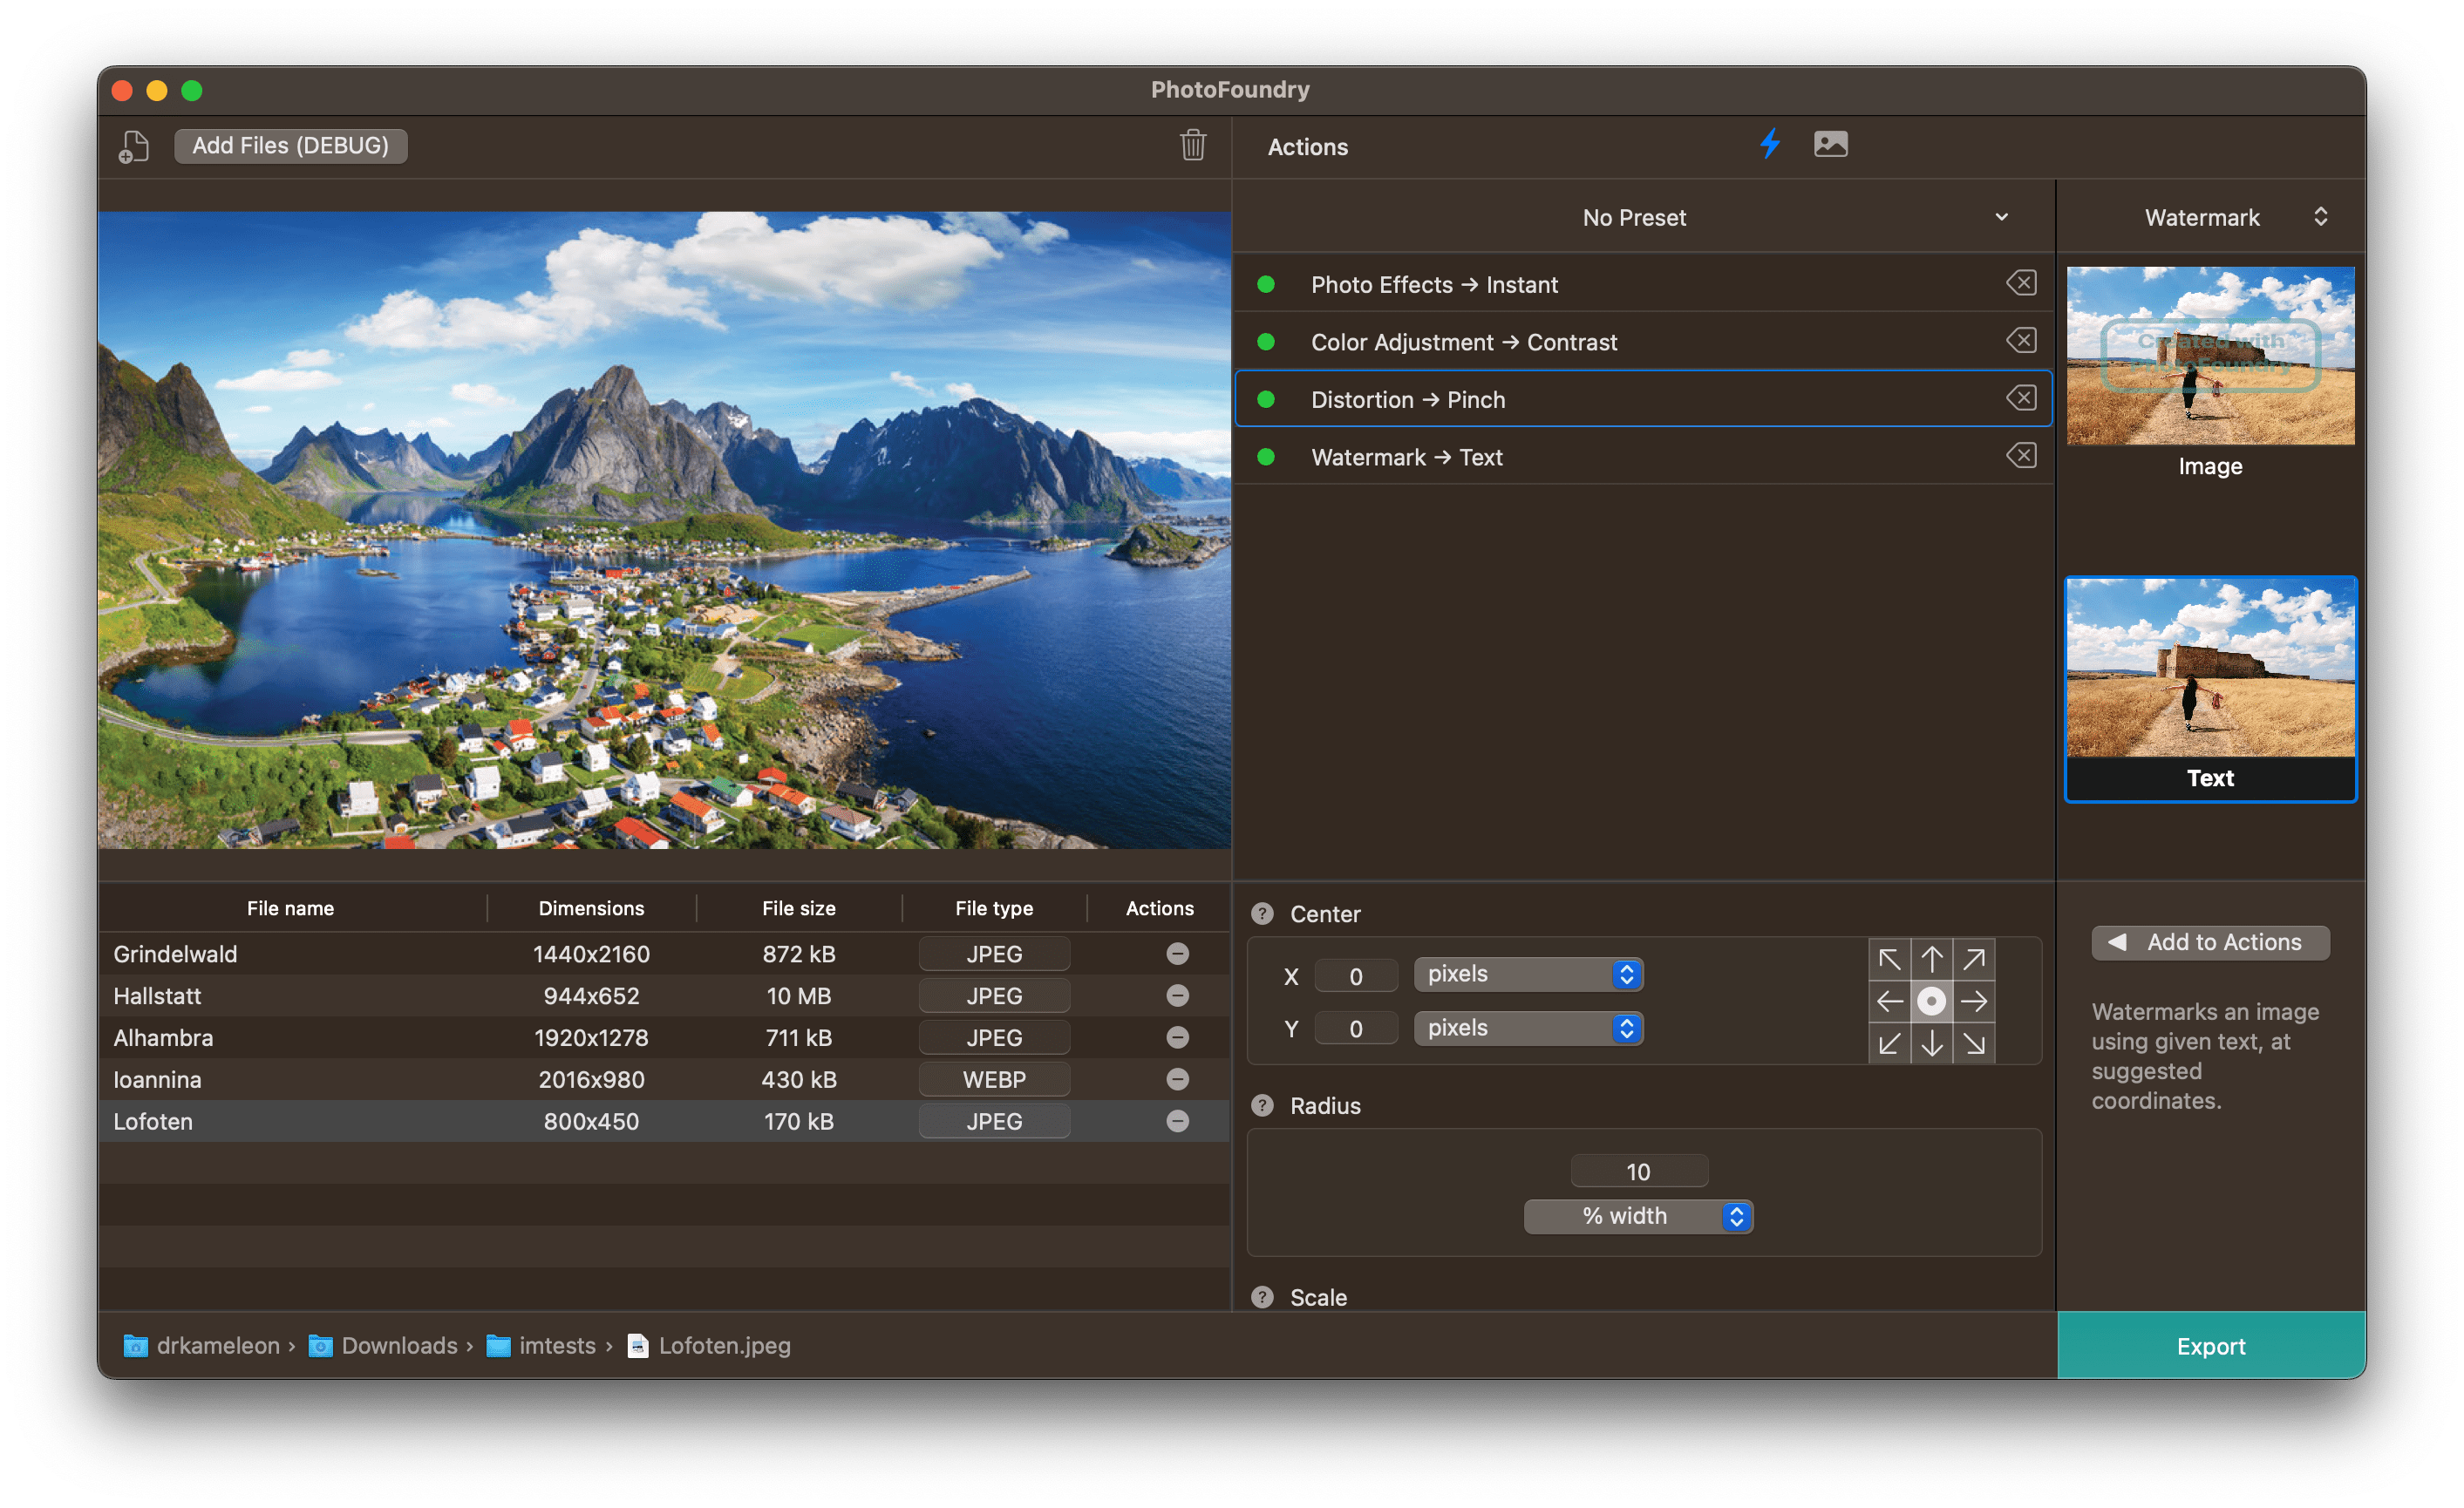 PhotoFoundry
Add Files (DEBUG)
Actions
No Preset
Watermark
Photo Effects → Instant
Color Adjustment → Contrast
Distortion → Pinch
Watermark → Text
Created with
PhotoFoundry
Image
Text
File name Dimensions File size File type Actions
Grindelwald 1440x2160 872 kB JPEG
Hallstatt 944x652 10 MB JPEG
Alhambra 1920x1278 711 kB JPEG
Ioannina 2016x980 430 kB WEBP
Lofoten 800x450 170 kB JPEG
? Center
X 0 pixels
Y 0 pixels
? Radius
10
% width
? Scale
Add to Actions
Watermarks an image
using given text, at
suggested
coordinates.
drkameleon › Downloads › imtests › Lofoten.jpeg
Export